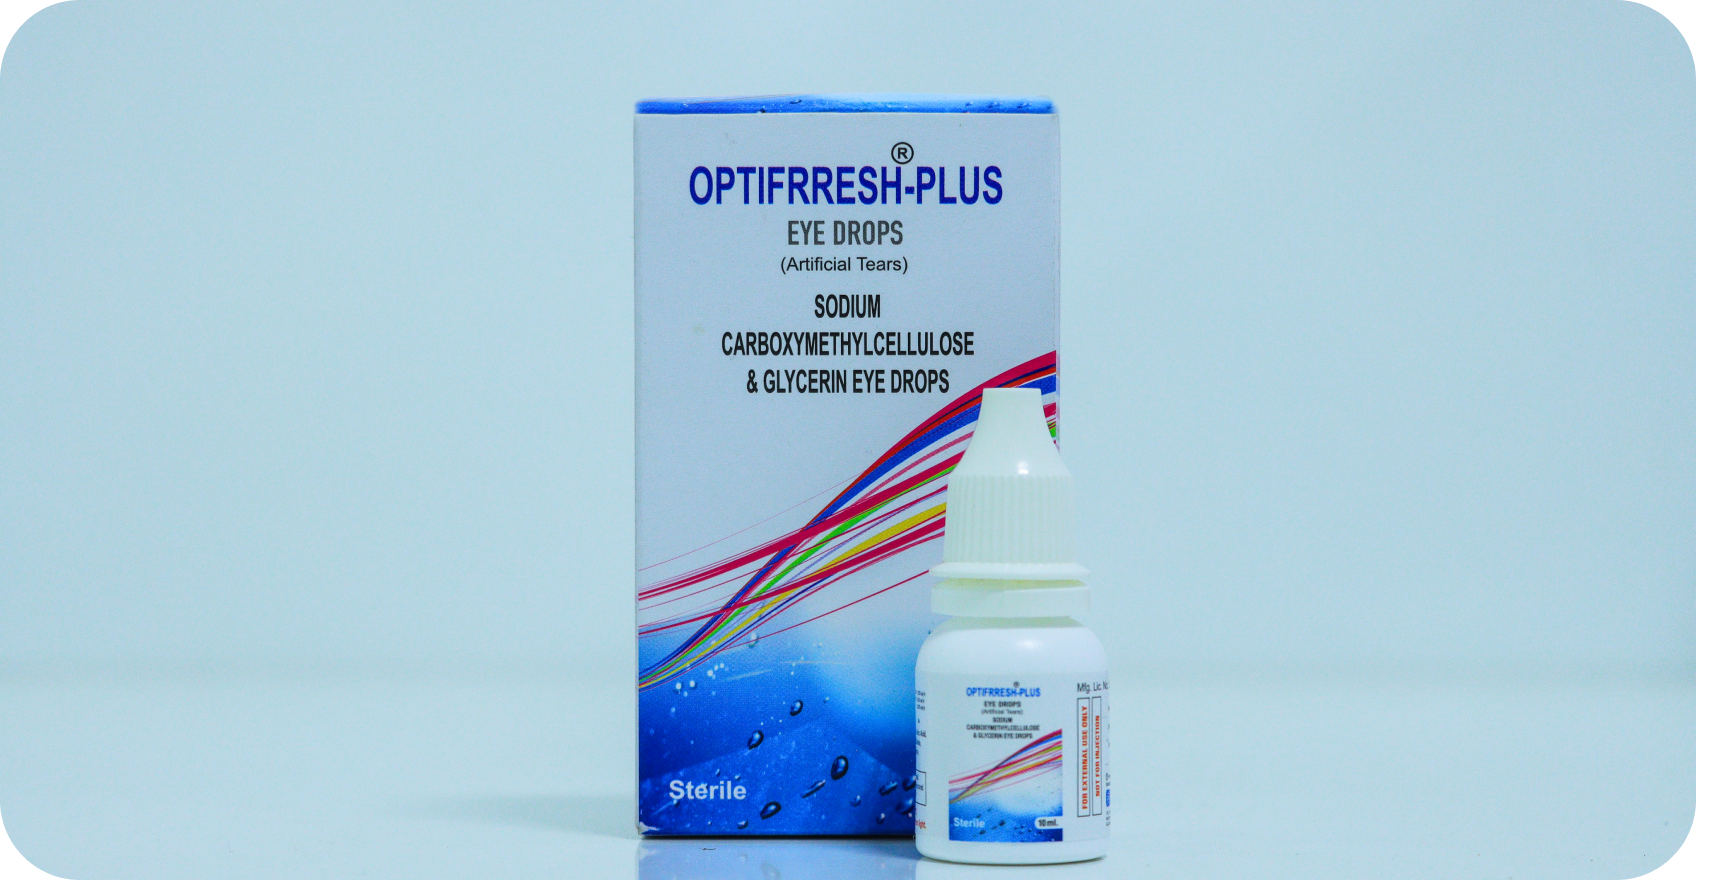 OPTIFRRESH-PLUS®
EYE DROPS
(Artificial Tears)
SODIUM
CARBOXYMETHYLCELLULOSE
& GLYCERIN EYE DROPS
Sterile
OPTIFRRESH-PLUS®
EYE DROPS
(Artificial Tears)
SODIUM
CARBOXYMETHYLCELLULOSE
& GLYCERIN EYE DROPS
Sterile
10 ml.
Mfg. Lic. No
FOR EXTERNAL USE ONLY
NOT FOR INJECTION